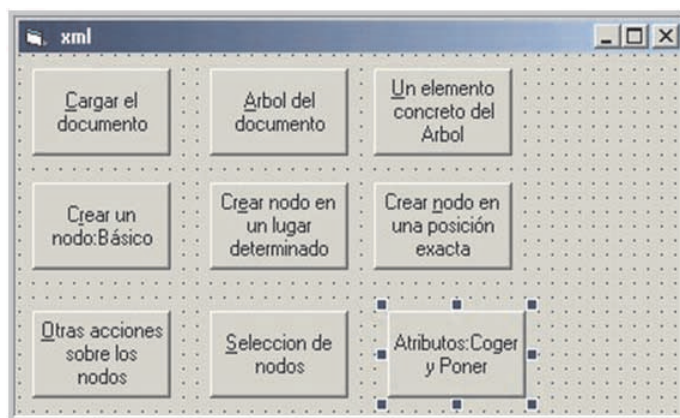 xml
Cargar el
documento
Arbol del
documento
Un elemento
concreto del
Arbol
Crear un
nodo:Básico
Crear nodo en
un lugar
determinado
Crear nodo en
una posición
exacta
Otras acciones
sobre los
nodos
Seleccion de
nodos
Atributos:Coger
y Poner